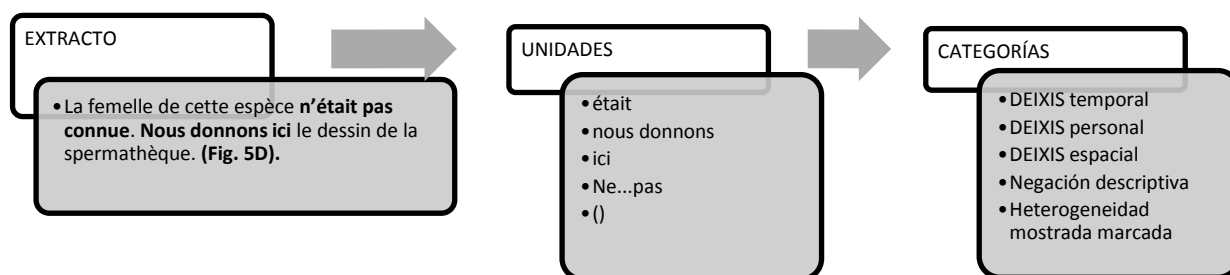 EXTRACTO
•La femelle de cette espèce n'était pas
connue. Nous donnons ici le dessin de la
spermathèque. (Fig. 5D).
UNIDADES
•était
•nous donnons
•ici
•Ne...pas
•()
CATEGORÍAS
•DEIXIS temporal
•DEIXIS personal
•DEIXIS espacial
•Negación descriptiva
•Heterogeneidad
mostrada marcada